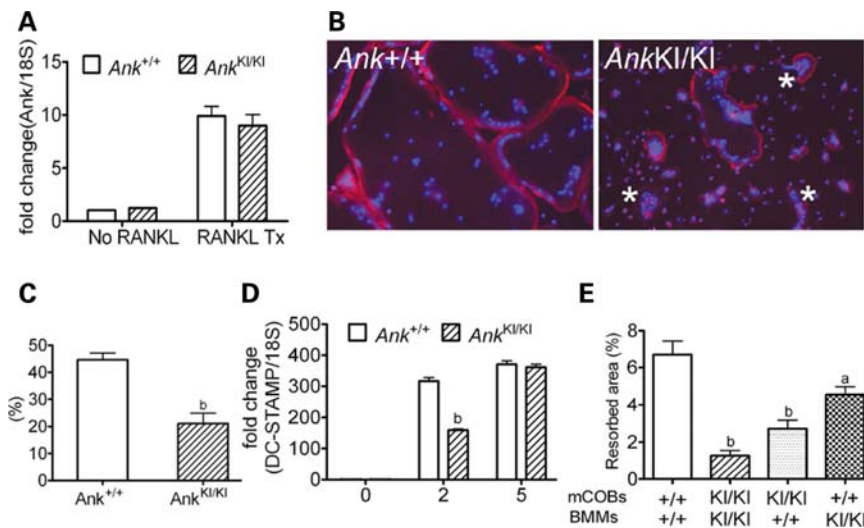 A
Ank+/+ AnkKI/KI
fold change(Ank/18S)
15
10
5
0
No RANKL RANKL Tx
B
Ank+/+
AnkKI/KI
*
*
*
C
(%)
50
40
30
20
10
0
b
Ank+/+ AnkKI/KI
D
Ank+/+ AnkKI/KI
fold change
(DC-STAMP/18S)
500
400
300
200
100
0
b
0 2 5
E
Resorbed area (%)
8
6
4
2
0
b b a
mCOBs +/+ KI/KI KI/KI +/+
BMMs +/+ KI/KI +/+ KI/KI